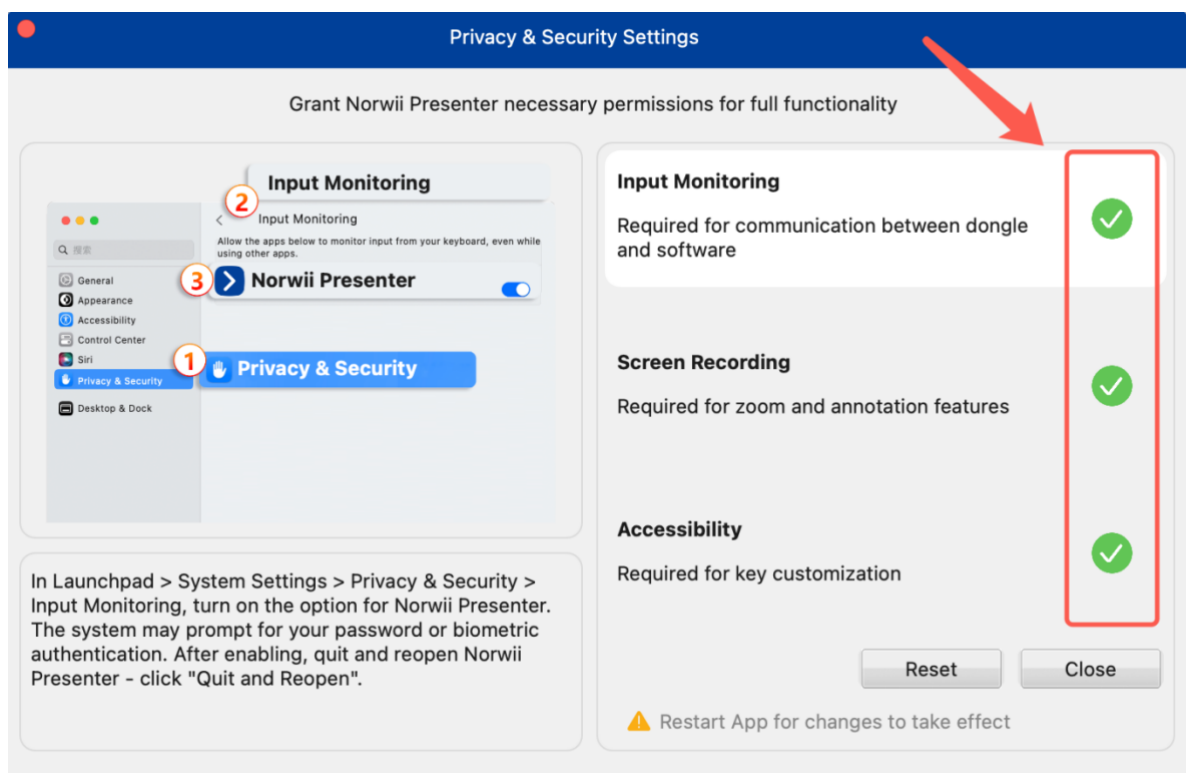 Privacy & Security Settings
Grant Norwii Presenter necessary permissions for full functionality
Input Monitoring
2
Input Monitoring
Allow the apps below to monitor input from your keyboard, even while
using other apps.
搜索
3
Norwii Presenter
General
Appearance
Accessibility
Control Center
Siri
1
Privacy & Security
Privacy & Security
Desktop & Dock
In Launchpad > System Settings > Privacy & Security >
Input Monitoring, turn on the option for Norwii Presenter.
The system may prompt for your password or biometric
authentication. After enabling, quit and reopen Norwii
Presenter – click "Quit and Reopen".
Input Monitoring
Required for communication between dongle
and software
Screen Recording
Required for zoom and annotation features
Accessibility
Required for key customization
Reset
Close
Restart App for changes to take effect